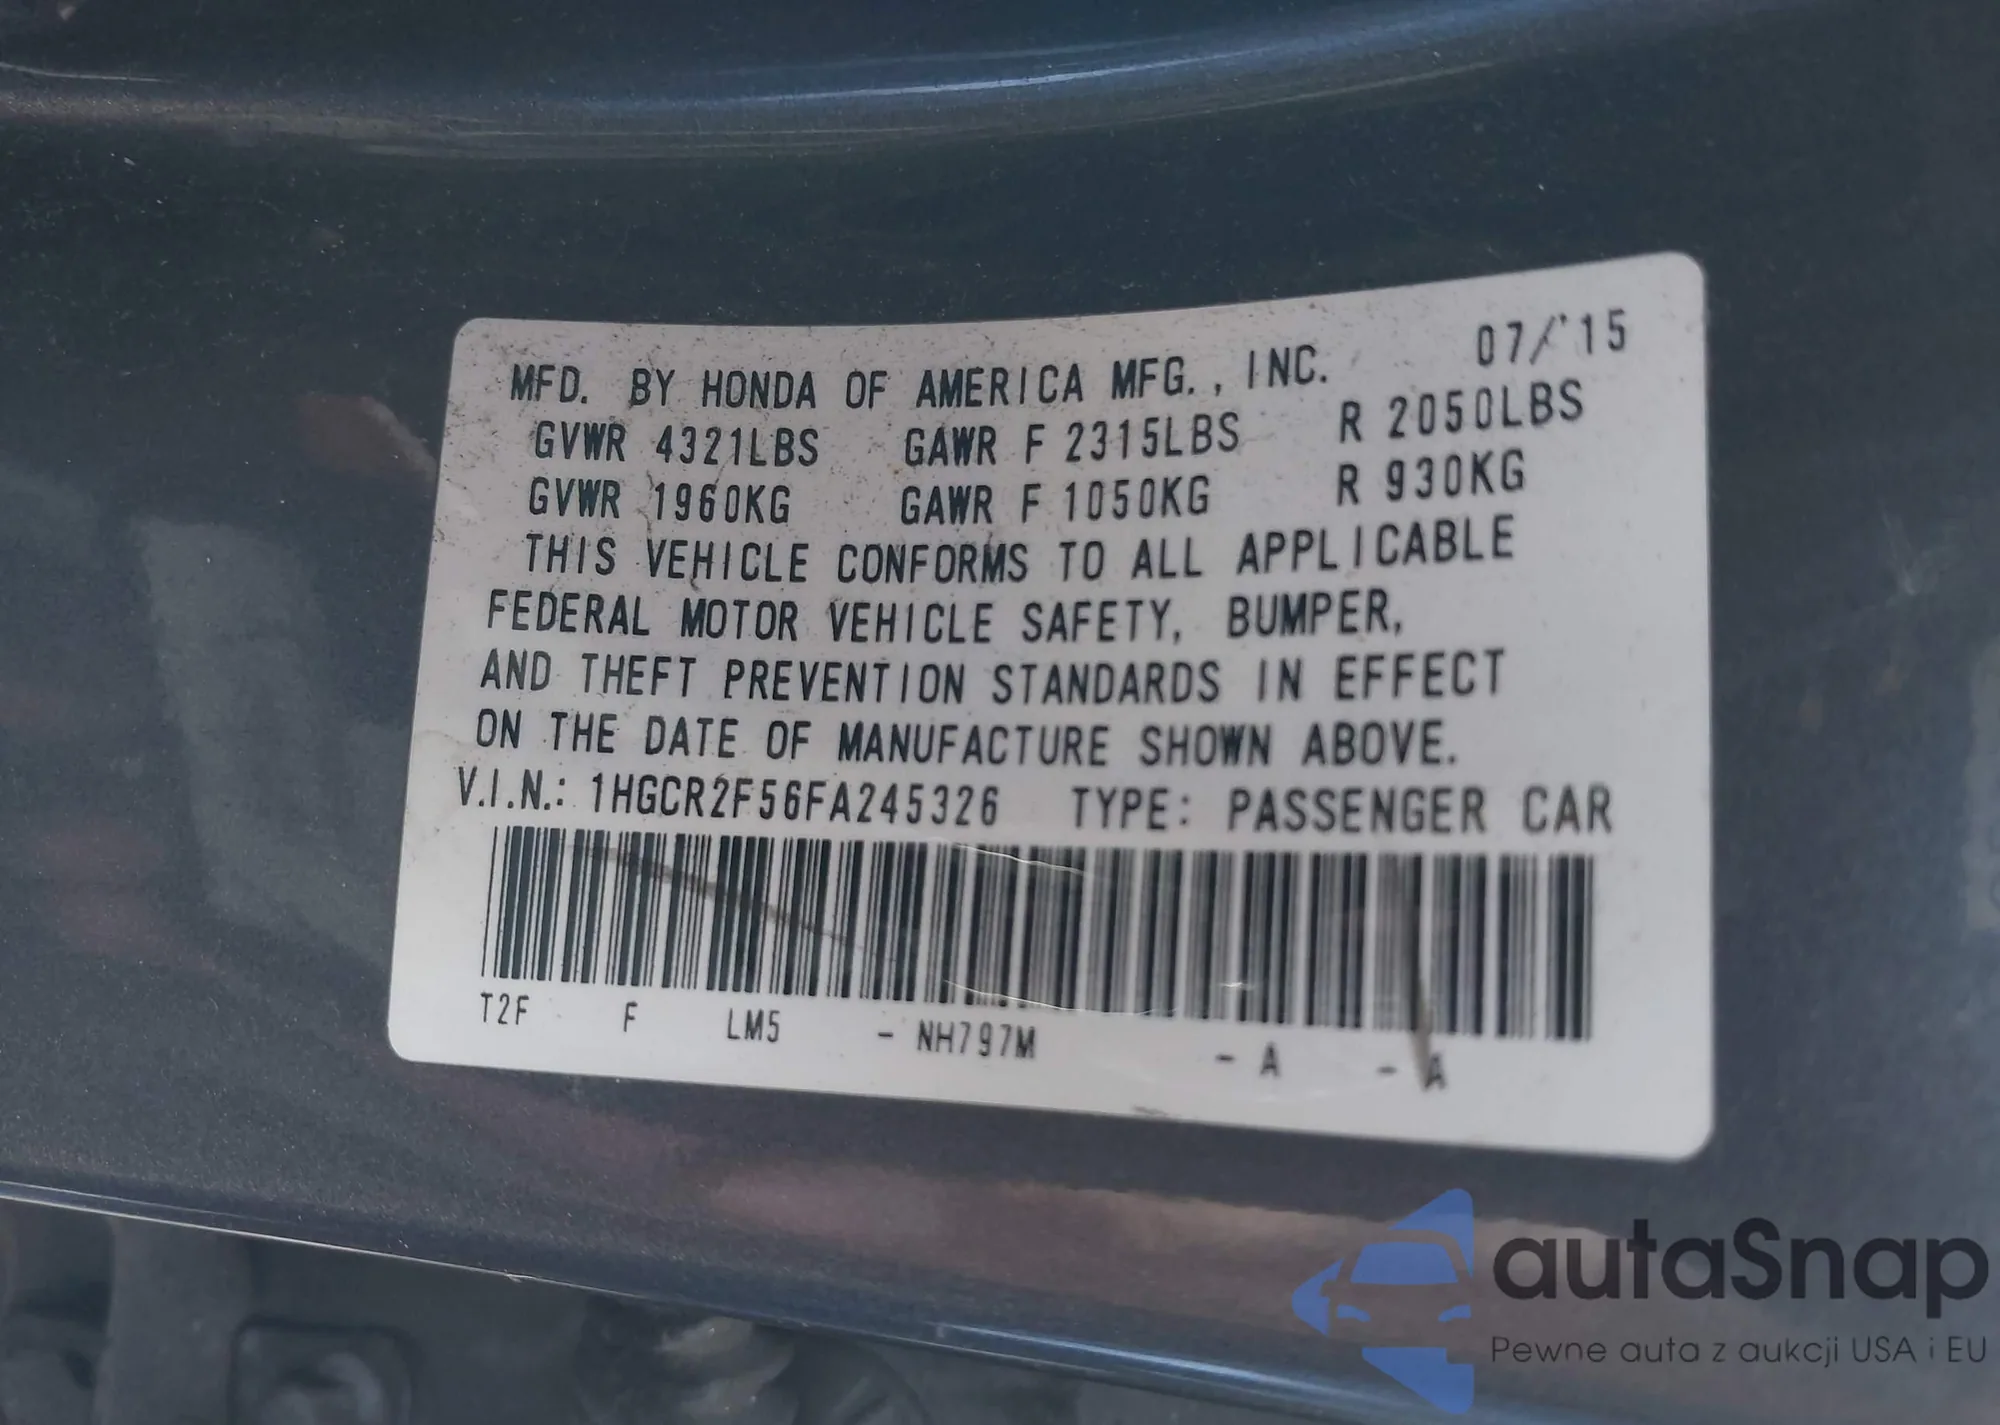 MFD. BY HONDA OF AMERICA MFG., INC. 07/'15
GVWR 4321LBS GAWR F 2315LBS R 2050LBS
GVWR 1960KG GAWR F 1050KG R 930KG
THIS VEHICLE CONFORMS TO ALL APPLICABLE
FEDERAL MOTOR VEHICLE SAFETY, BUMPER,
AND THEFT PREVENTION STANDARDS IN EFFECT
ON THE DATE OF MANUFACTURE SHOWN ABOVE.
V.I.N.: 1HGCR2F56FA245326 TYPE: PASSENGER CAR
T2F F LM5 - NH797M - A - A
autaSnap
Pewne auta z aukcji USA i EU